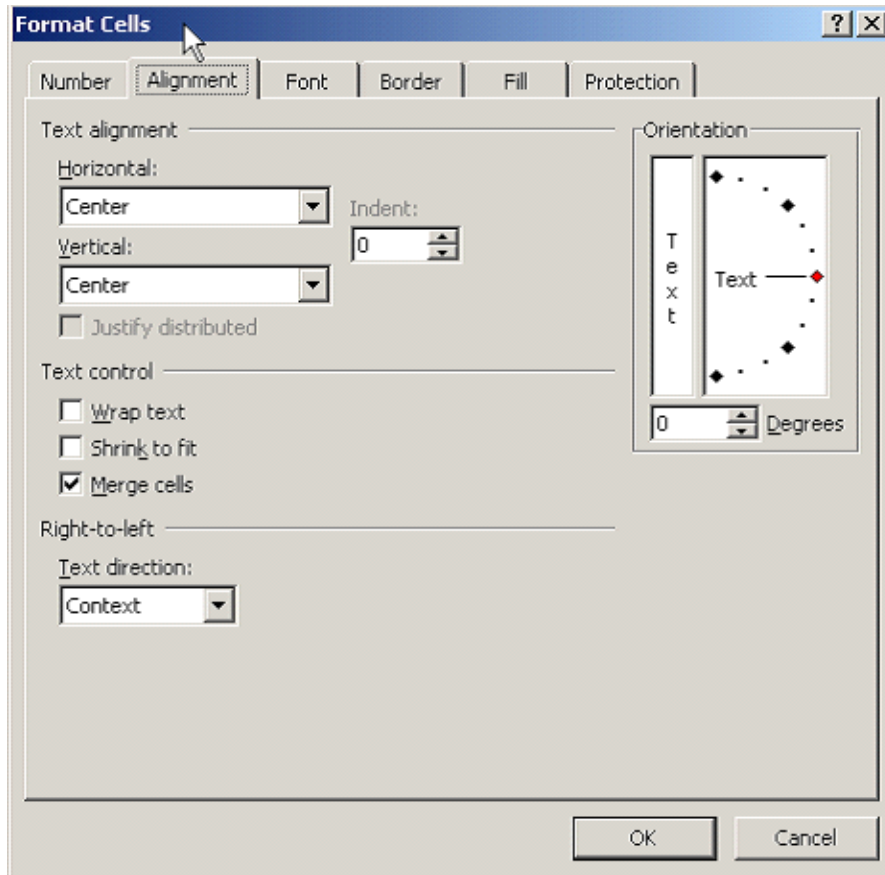 Format Cells
Number Alignment Font Border Fill Protection
Text alignment
Horizontal:
Center
Indent:
0
Vertical:
Center
Justify distributed
Text control
Wrap text
Shrink to fit
Merge cells
Right-to-left
Text direction:
Context
Orientation
Text
Text
0 Degrees
OK Cancel